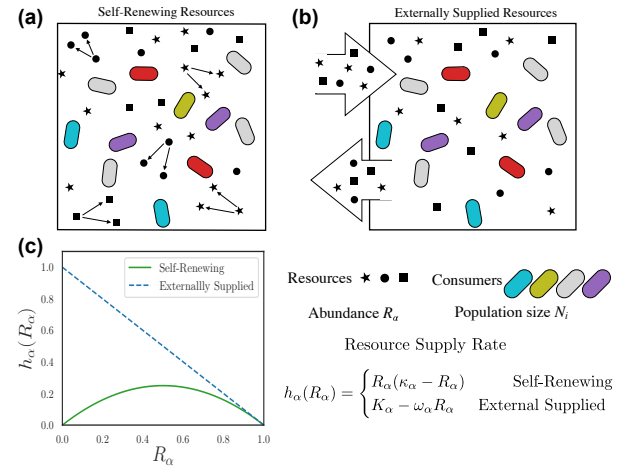 (a)
Self-Renewing Resources
(b)
Externally Supplied Resources
(c)
1.0
0.8
0.6
0.4
0.2
0.0
h_α(R_α)
Self-Renewing
Externallly Supplied
0.0 0.2 0.4 0.6 0.8 1.0
R_α
Resources
Consumers
Abundance R_α
Population size N_i
Resource Supply Rate
h_α(R_α) = { R_α(κ_α − R_α) Self-Renewing
K_α − ω_αR_α External Supplied